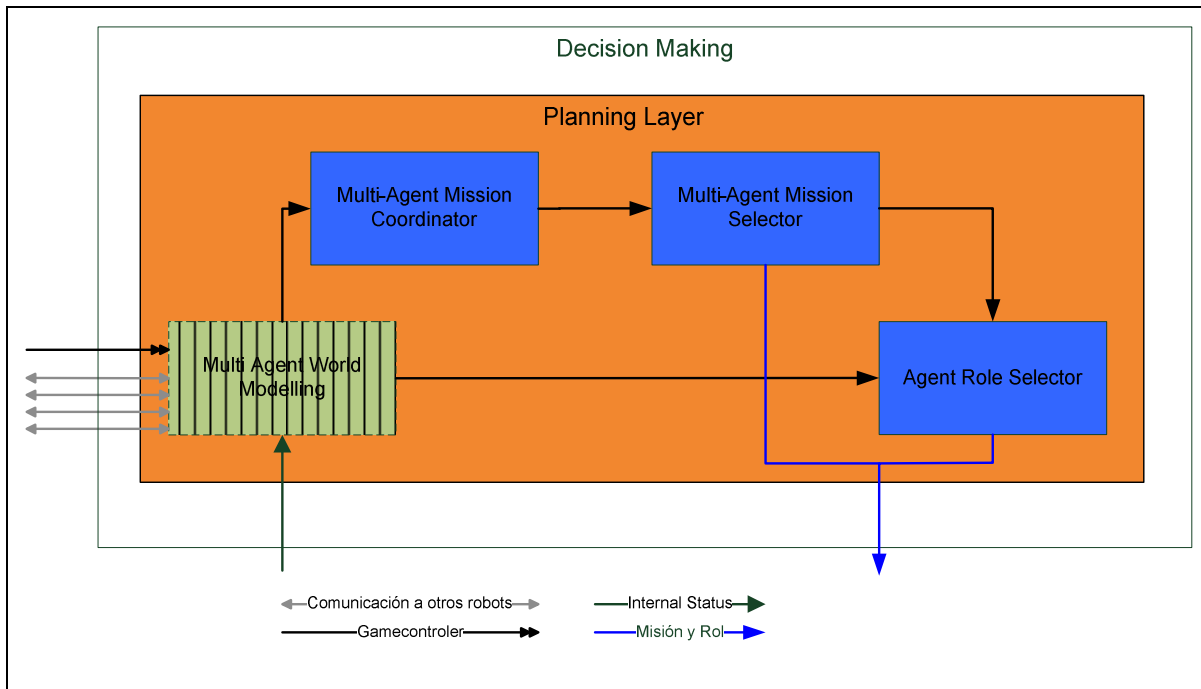 Decision Making
Planning Layer
Multi-Agent Mission
Coordinator
Multi-Agent Mission
Selector
Multi Agent World
Modelling
Agent Role Selector
Comunicación a otros robots
Internal Status
Gamecontroler
Misión y Rol